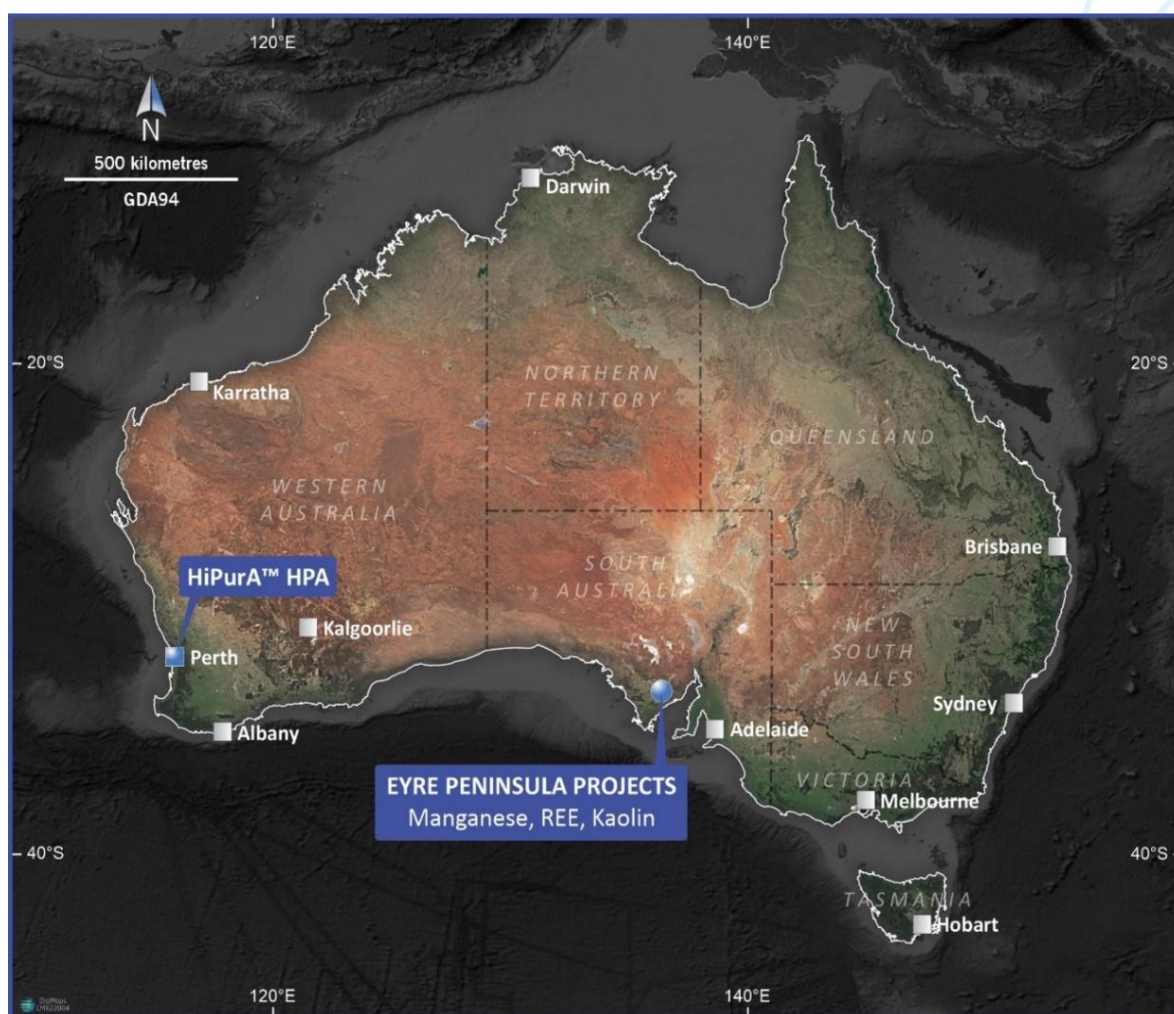 120°E
140°E
N
500 kilometres
GDA94
Darwin
20°S
20°S
Karratha
NORTHERN
TERRITORY
QUEENSLAND
WESTERN
AUSTRALIA
Brisbane
SOUTH
AUSTRALIA
HiPurA™ HPA
Kalgoorlie
NEW
SOUTH
WALES
Perth
Sydney
Albany
Adelaide
EYRE PENINSULA PROJECTS
Manganese, REE, Kaolin
VICTORIA
Melbourne
40°S
40°S
TASMANIA
Hobart
120°E
140°E
DigMaps